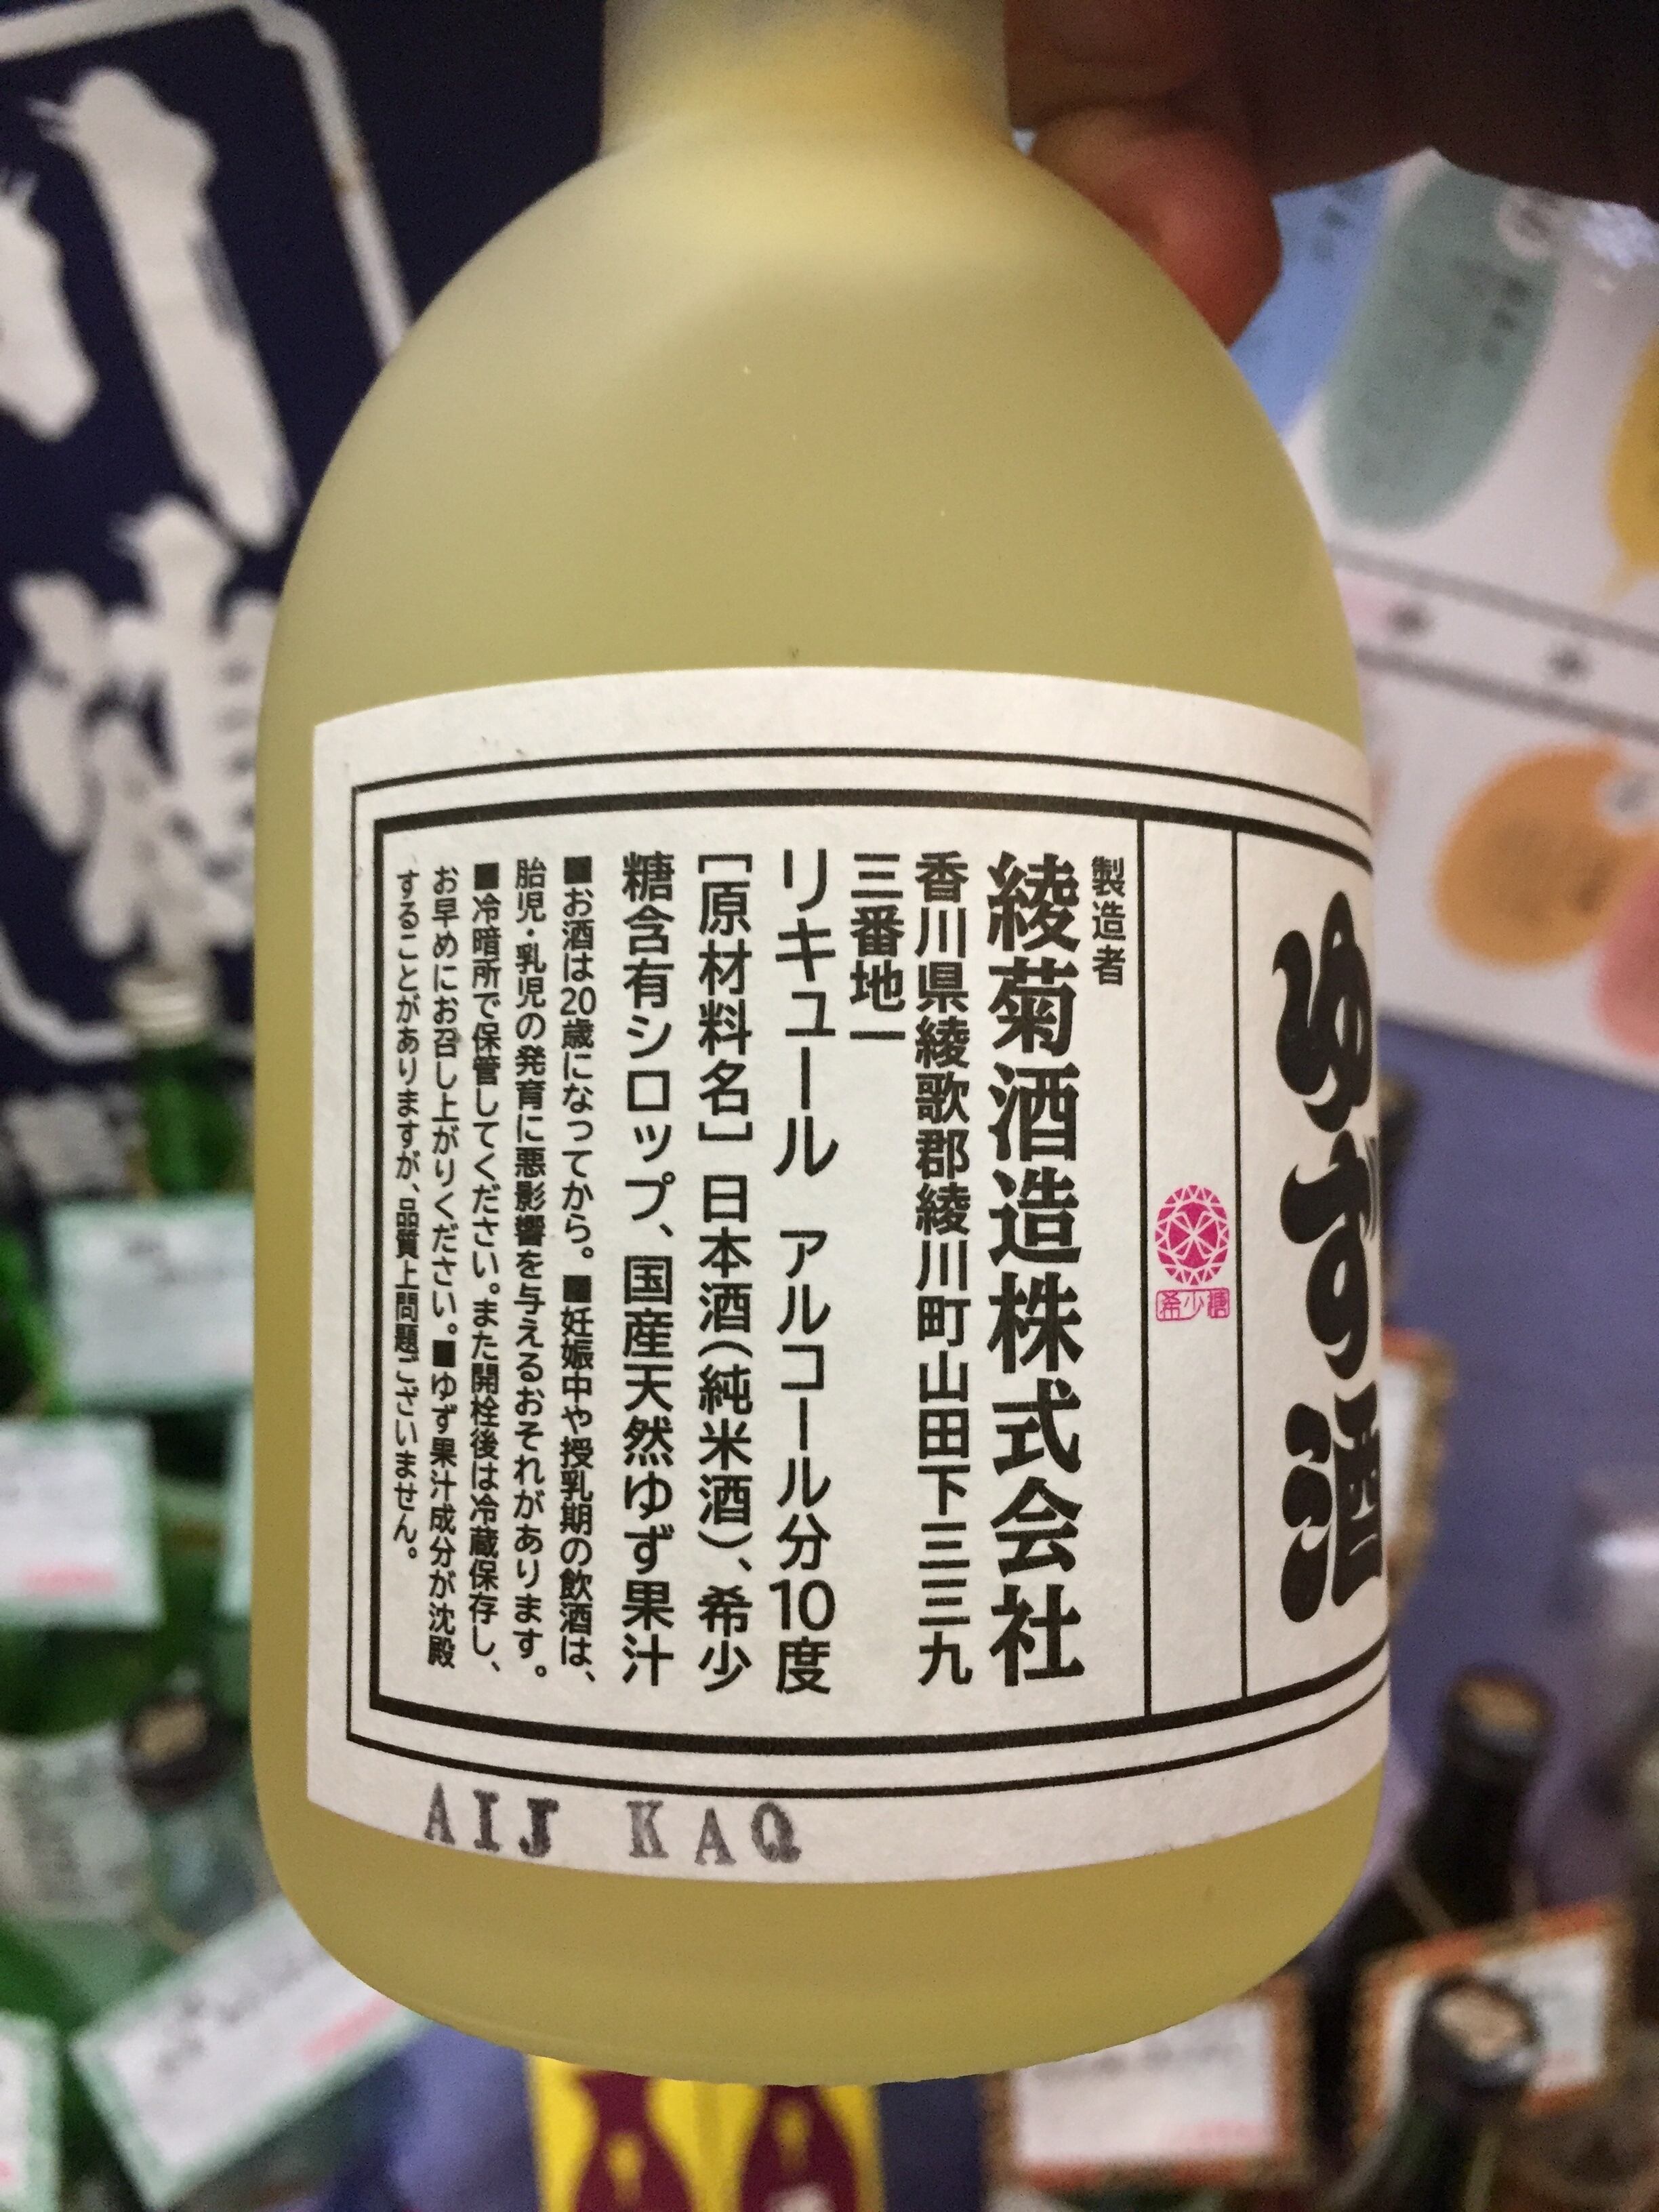 ゆず酒
希少糖
製造者
綾菊酒造株式会社
香川県綾歌郡綾川町山田下三三九
三番地一
リキュール アルコール分10度
[原材料名]日本酒(純米酒)、希少
糖含有シロップ、国産天然ゆず果汁
■お酒は20歳になってから。■妊娠中や授乳期の飲酒は、
胎児・乳児の発育に悪影響を与えるおそれがあります。
■冷暗所で保管してください。また開栓後は冷蔵保存し、
お早めにお召し上がりください。■ゆず果汁成分が沈殿
することがありますが、品質上問題ございません。
AIJ KAQ